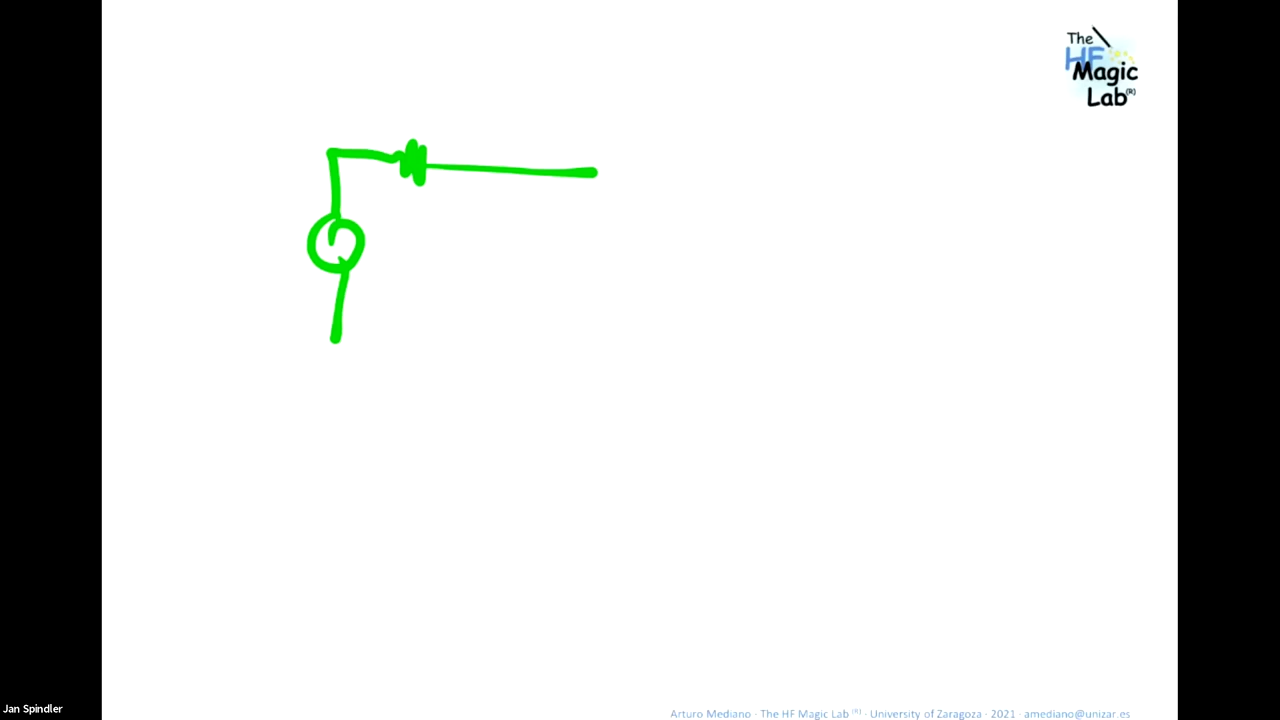 The
HF
Magic
Lab(R)
Jan Spindler
Arturo Mediano · The HF Magic Lab (R) · University of Zaragoza · 2021 · amediano@unizar.es